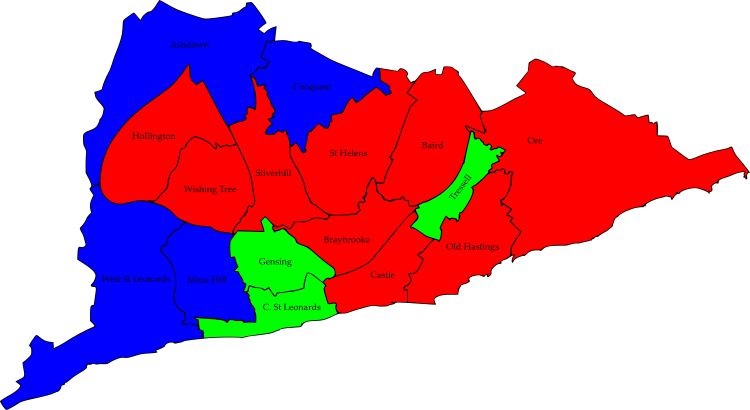 Ashdown
Conquest
Hollington
St Helens
Baird
Ore
Silverhill
Wishing Tree
Tressell
Braybrooke
Old Hastings
Gensing
Castle
West St Leonards
Maze Hill
C. St Leonards